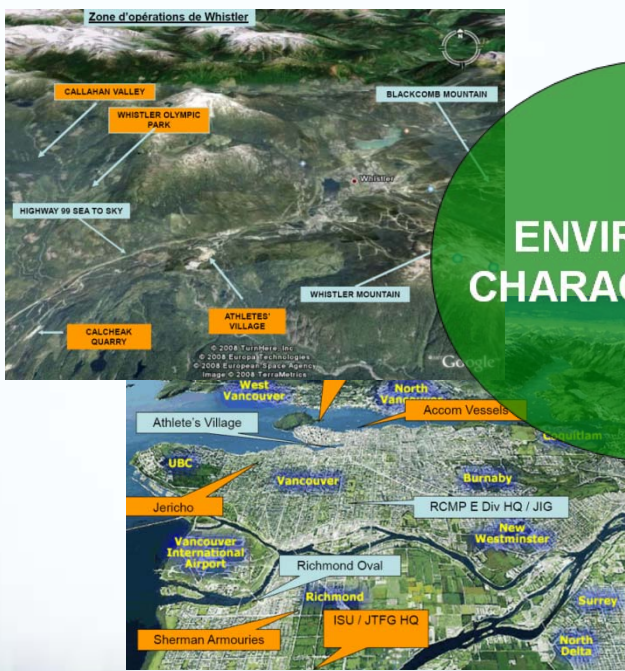 Zone d'opérations de Whistler
CALLAHAN VALLEY
BLACKCOMB MOUNTAIN
WHISTLER OLYMPIC
PARK
Whistler
HIGHWAY 99 SEA TO SKY
WHISTLER MOUNTAIN
ATHLETES'
VILLAGE
CALCHEAK
QUARRY
© 2008 TurnHere, Inc
© 2008 Europa Technologies
© 2008 European Space Agency
Image © 2008 TerraMetrics
Google
ENVIR
CHARAC
West
Vancouver
North
Vancouver
Accom Vessels
Athlete's Village
Coquitlam
UBC
Vancouver
Burnaby
Jericho
RCMP E Div HQ / JIG
New
Westminster
Vancouver
International
Airport
Richmond Oval
Richmond
Surrey
ISU / JTFG HQ
Sherman Armouries
North
Delta